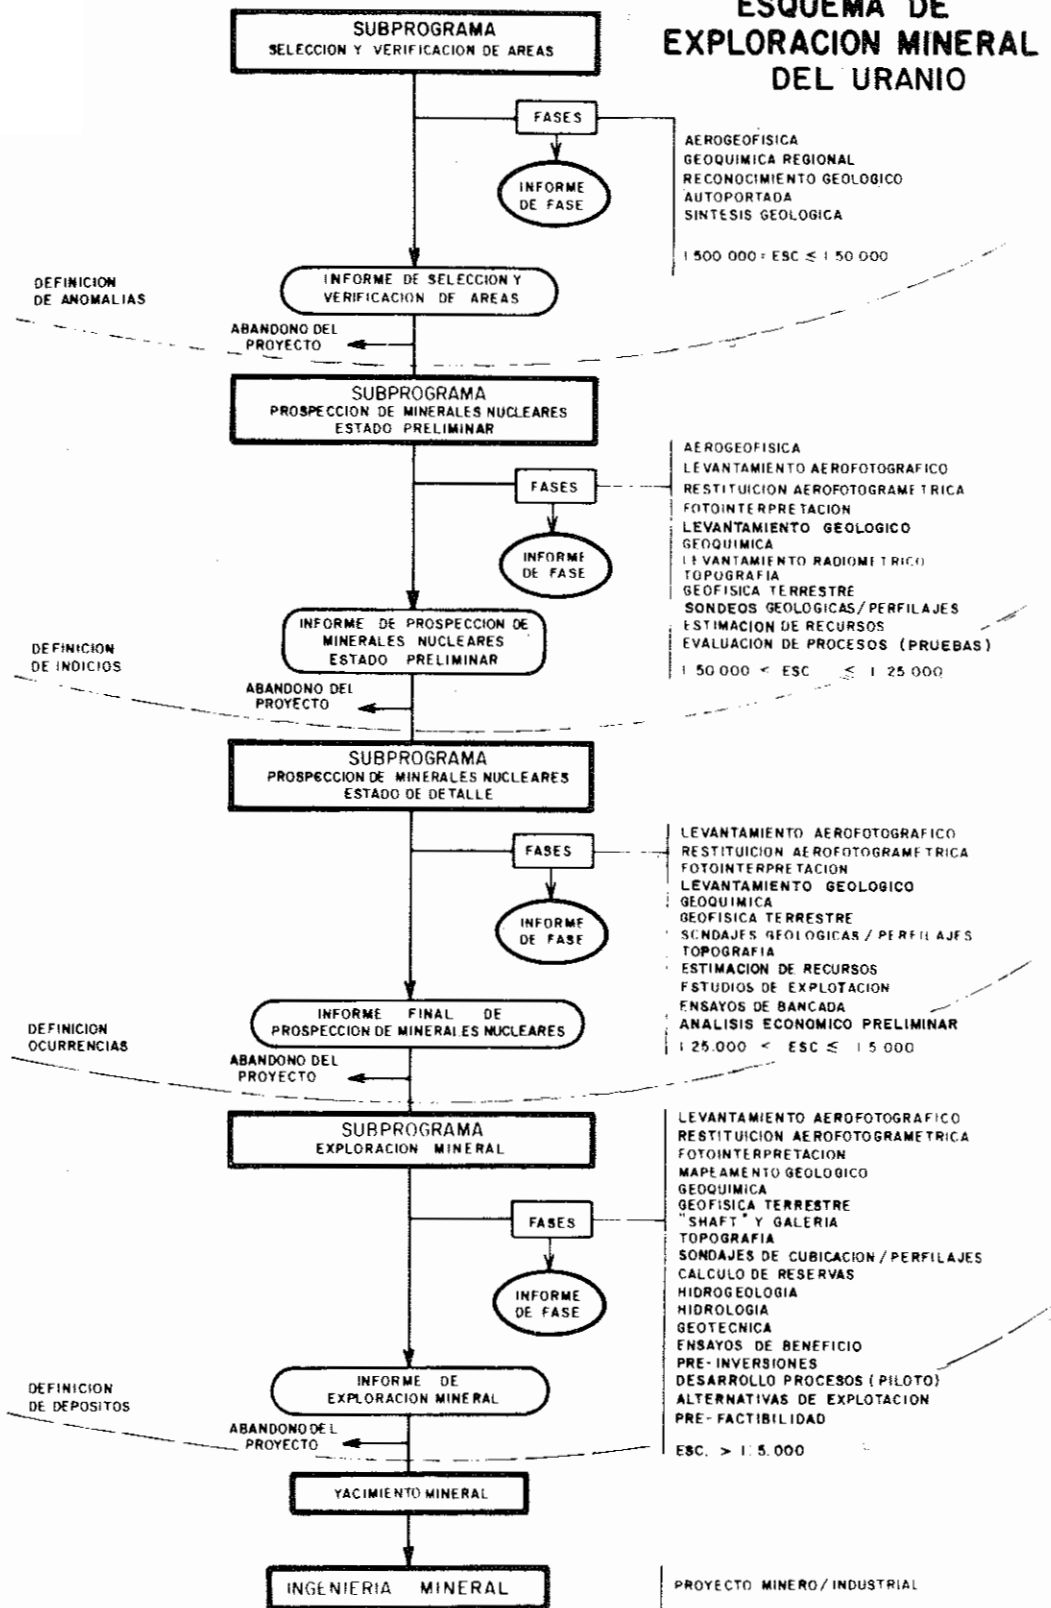 ESQUEMA DE
EXPLORACION MINERAL
DEL URANIO
SUBPROGRAMA
SELECCION Y VERIFICACION DE AREAS
FASES
INFORME
DE FASE
AEROGEOFISICA
GEOQUIMICA REGIONAL
RECONOCIMIENTO GEOLOGICO
AUTOPORTADA
SINTESIS GEOLOGICA
1 500 000 = ESC ≤ 1 50 000
DEFINICION
DE ANOMALIAS
INFORME DE SELECCION Y
VERIFICACION DE AREAS
ABANDONO DEL
PROYECTO
SUBPROGRAMA
PROSPECCION DE MINERALES NUCLEARES
ESTADO PRELIMINAR
FASES
INFORME
DE FASE
AEROGEOFISICA
LEVANTAMIENTO AEROFOTOGRAFICO
RESTITUICION AEROFOTOGRAMETRICA
FOTOINTERPRETACION
LEVANTAMIENTO GEOLOGICO
GEOQUIMICA
LEVANTAMIENTO RADIOMETRICO
TOPOGRAFIA
GEOFISICA TERRESTRE
SONDEOS GEOLOGICAS/PERFILAJES
ESTIMACION DE RECURSOS
EVALUACION DE PROCESOS (PRUEBAS)
1 50 000 < ESC ≤ 1 25 000
DEFINICION
DE INDICIOS
INFORME DE PROSPECCION DE
MINERALES NUCLEARES
ESTADO PRELIMINAR
ABANDONO DEL
PROYECTO
SUBPROGRAMA
PROSPECCION DE MINERALES NUCLEARES
ESTADO DE DETALLE
FASES
INFORME
DE FASE
LEVANTAMIENTO AEROFOTOGRAFICO
RESTITUICION AEROFOTOGRAMETRICA
FOTOINTERPRETACION
LEVANTAMIENTO GEOLOGICO
GEOQUIMICA
GEOFISICA TERRESTRE
SONDAJES GEOLOGICAS / PERFILAJES
TOPOGRAFIA
ESTIMACION DE RECURSOS
ESTUDIOS DE EXPLOTACION
ENSAYOS DE BANCADA
ANALISIS ECONOMICO PRELIMINAR
1 25.000 < ESC ≤ 1 5 000
DEFINICION
OCURRENCIAS
INFORME FINAL DE
PROSPECCION DE MINERALES NUCLEARES
ABANDONO DEL
PROYECTO
SUBPROGRAMA
EXPLORACION MINERAL
FASES
INFORME
DE FASE
LEVANTAMIENTO AEROFOTOGRAFICO
RESTITUICION AEROFOTOGRAMETRICA
FOTOINTERPRETACION
MAPEAMENTO GEOLOGICO
GEOQUIMICA
GEOFISICA TERRESTRE
"SHAFT" Y GALERIA
TOPOGRAFIA
SONDAJES DE CUBICACION / PERFILAJES
CALCULO DE RESERVAS
HIDROGEOLOGIA
HIDROLOGIA
GEOTECNICA
ENSAYOS DE BENEFICIO
PRE-INVERSIONES
DESARROLLO PROCESOS (PILOTO)
ALTERNATIVAS DE EXPLOTACION
PRE-FACTIBILIDAD
ESC. > 1: 5.000
DEFINICION
DE DEPOSITOS
INFORME DE
EXPLORACION MINERAL
ABANDONO DEL
PROYECTO
YACIMIENTO MINERAL
INGENIERIA MINERAL
PROYECTO MINERO/INDUSTRIAL